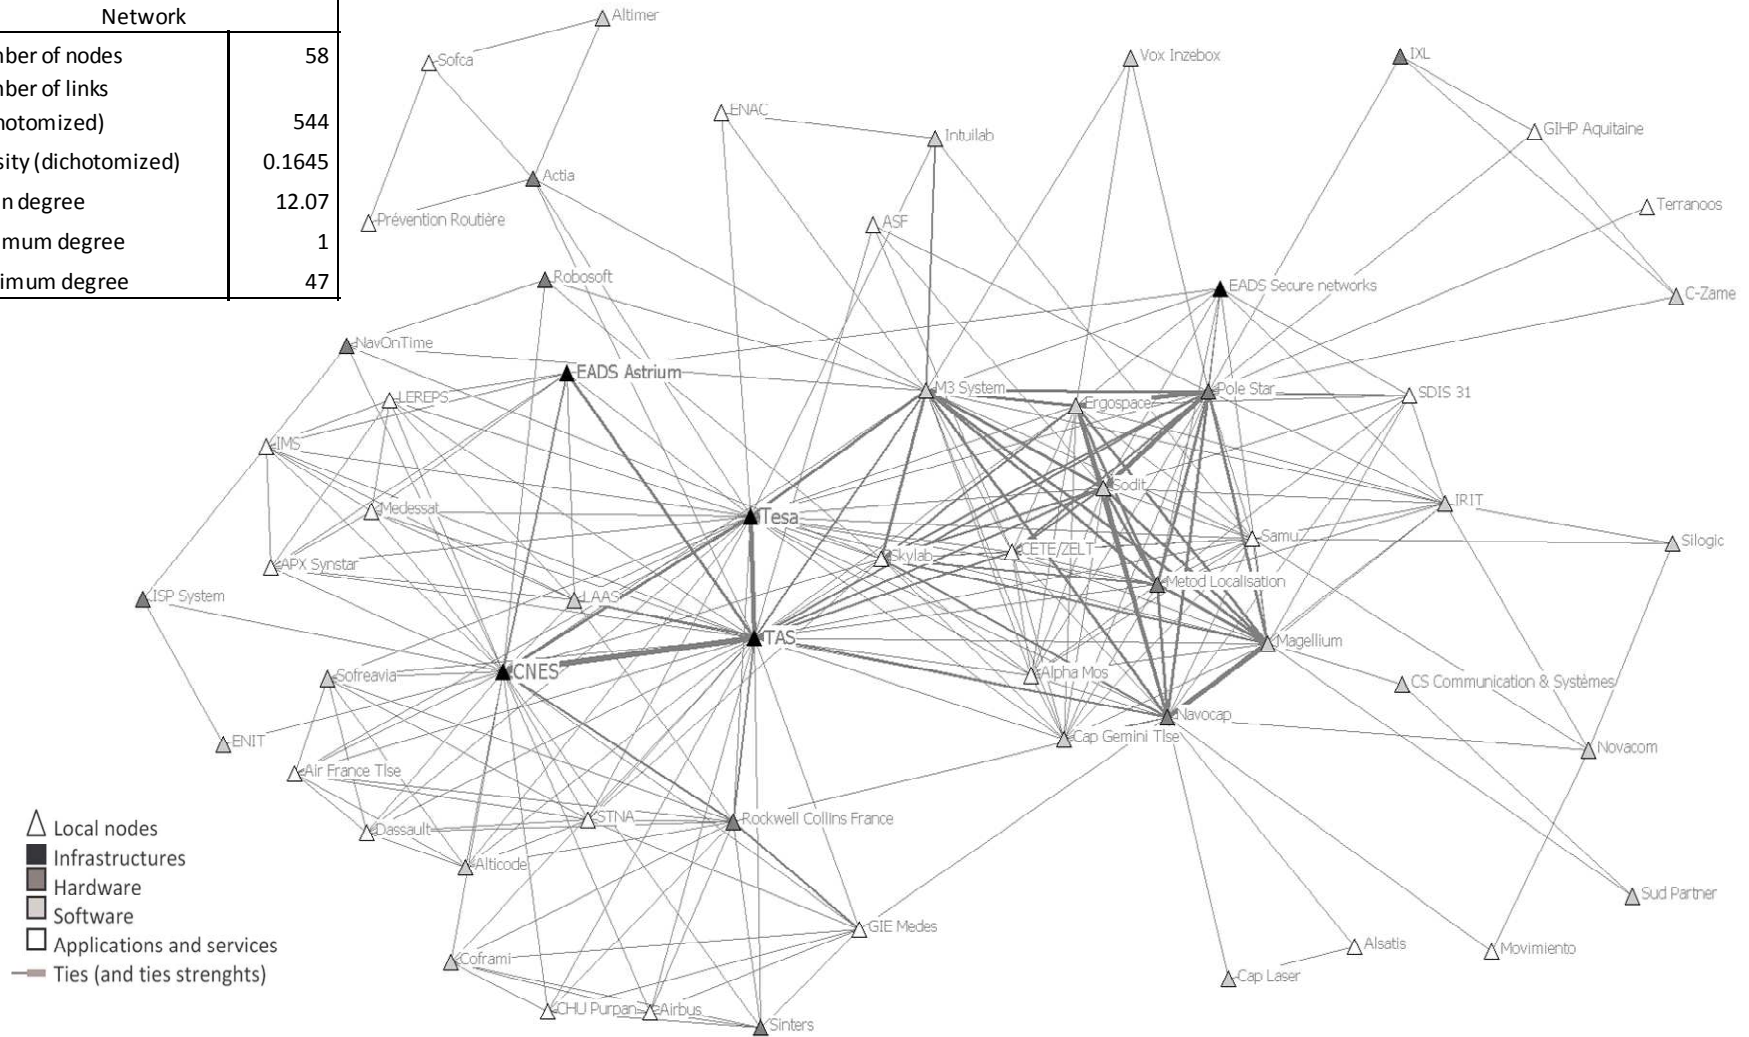 Network
nber of nodes 58
nber of links
notomized) 544
sity (dichotomized) 0.1645
n degree 12.07
imum degree 1
imum degree 47
Altimer
Sofca
Vox Inzebox
IXL
ENAC
Intuilab
GIHP Aquitaine
Actia
Terranoos
Prévention Routière
ASF
Robosoft
EADS Secure networks
C-Zame
NavOnTime
EADS Astrium
M3 System
Pole Star
LEREPS
Ergospace
SDIS 31
IMS
Sodit
IRIT
Medessat
Tesa
Samu
Silogic
APX Synstar
Skylab
CETE/ZELT
Metod Localisation
ISP System
LAAS
TAS
Magellium
CNES
Sofreavia
Alpha Mos
CS Communication & Systèmes
Navocap
ENIT
Cap Gemini Tlse
Novacom
Air France Tlse
STNA
Rockwell Collins France
Dassault
Local nodes
Infrastructures
Alticode
Hardware
Sud Partner
Software
GIE Medes
Applications and services
Alsatis
Movimiento
Coframi
Ties (and ties strenghts)
Cap Laser
CHU Purpan
Airbus
Sinters